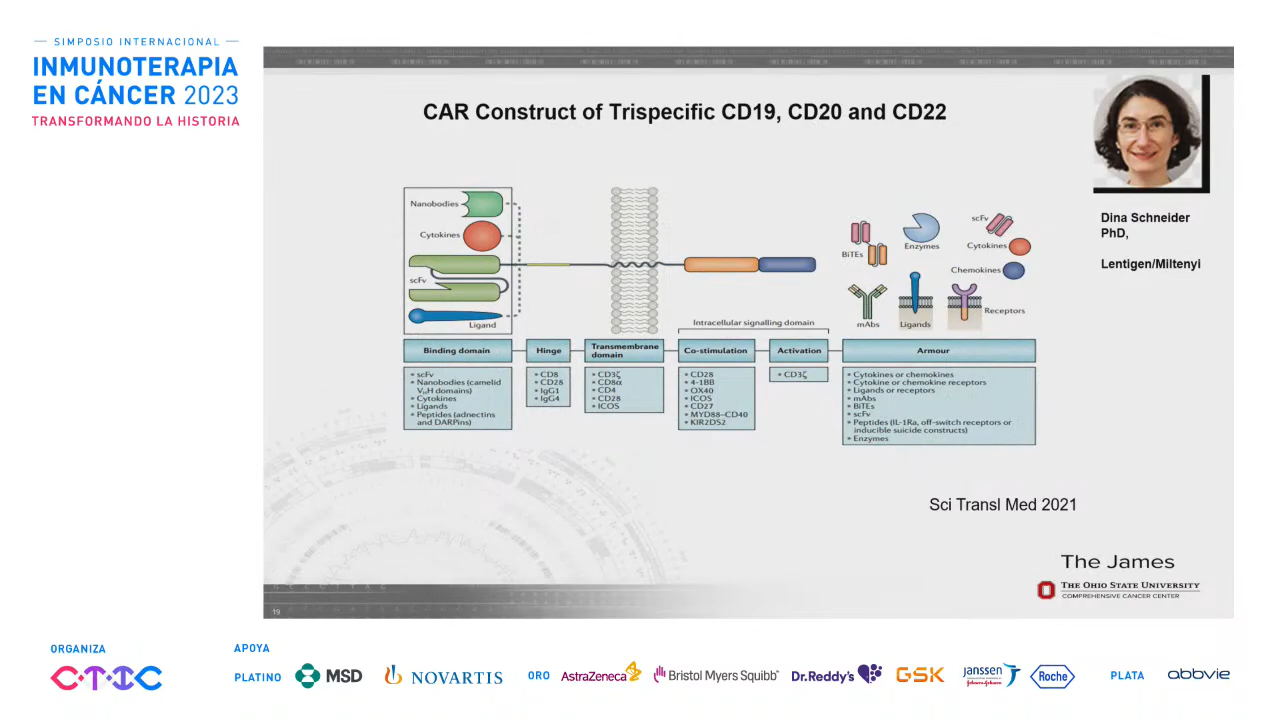 SIMPOSIO INTERNACIONAL
INMUNOTERAPIA
EN CÁNCER 2023
TRANSFORMANDO LA HISTORIA
CAR Construct of Trispecific CD19, CD20 and CD22
Dina Schneider
PhD,
Lentigen/Miltenyi
Nanobodies
Cytokines
scFv
Ligand
BiTEs
Enzymes
scFv
Cytokines
Chemokines
mAbs
Ligands
Receptors
Intracellular signalling domain
Binding domain
• scFv
• Nanobodies (camelid
VHH domains)
• Cytokines
• Ligands
• Peptides (adnectins
and DARPins)
Hinge
• CD8
• CD28
• IgG1
• IgG4
Transmembrane
domain
• CD3ζ
• CD8α
• CD4
• CD28
• ICOS
Co-stimulation
• CD28
• 4-1BB
• OX40
• ICOS
• CD27
• MYD88–CD40
• KIR2DS2
Activation
• CD3ζ
Armour
• Cytokines or chemokines
• Cytokine or chemokine receptors
• Ligands or receptors
• mAbs
• BiTEs
• scFv
• Peptides (IL-1Ra, off-switch receptors or
inducible suicide constructs)
• Enzymes
Sci Transl Med 2021
The James
THE OHIO STATE UNIVERSITY
COMPREHENSIVE CANCER CENTER
19
ORGANIZA
CTIC
APOYA
PLATINO
MSD
NOVARTIS
ORO
AstraZeneca
Bristol Myers Squibb™
Dr.Reddy's
GSK
Janssen
Johnson&Johnson
Roche
PLATA
abbvie